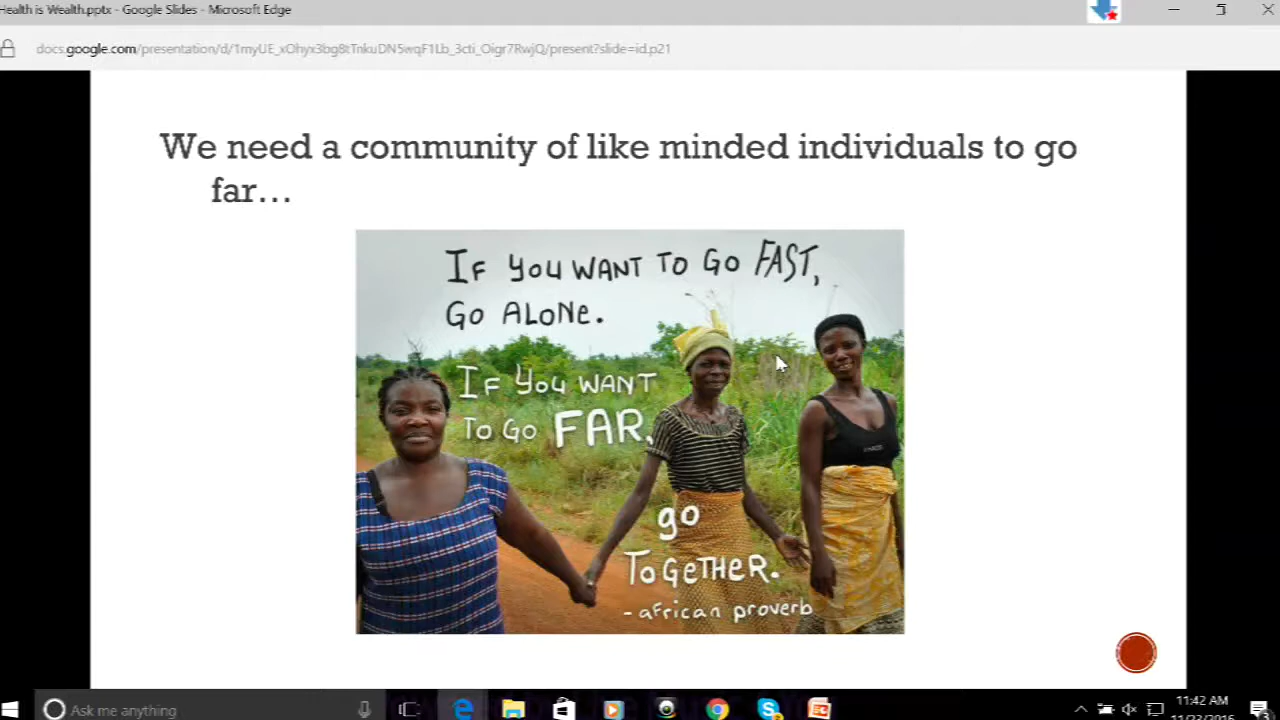 Health is Wealth.pptx - Google Slides - Microsoft Edge
docs.google.com/presentation/d/1myUE_xOhyx3bg8tTnkuDN5wqF1Lb_3cti_Oigr7RwjQ/present?slide=id.p21
We need a community of like minded individuals to go
far...
IF YOU WANT TO GO FAST,
GO ALONE.
IF YOU WANT
TO GO FAR,
go
TOGETHER.
- african proverb
Ask me anything
11:42 AM
11/23/2016